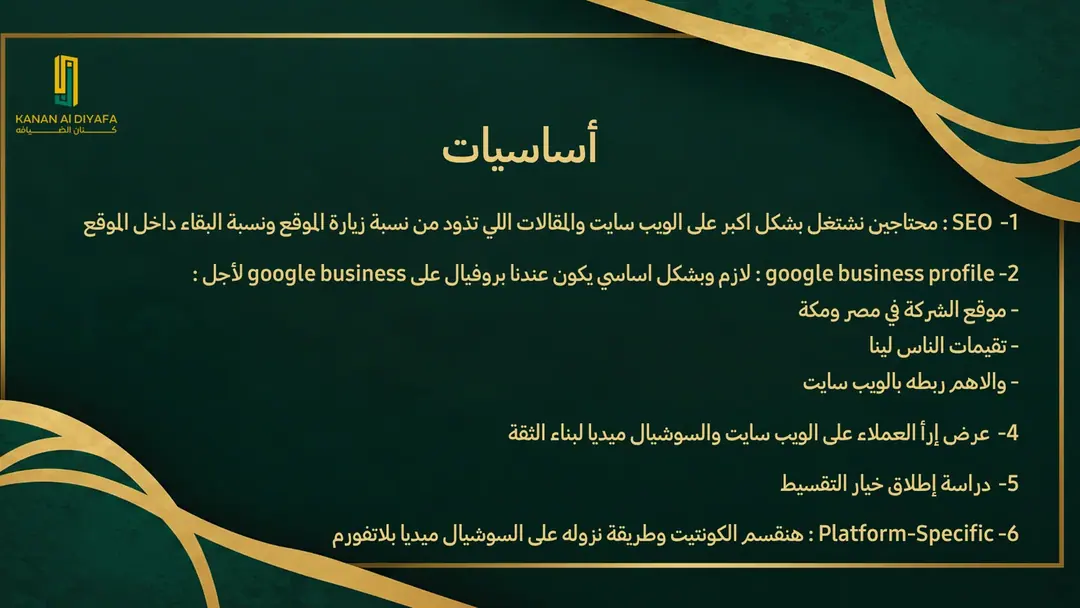 KANAN Al DIYAFA
كنان الضيافه
أساسيات
1- SEO : محتاجين نشتغل بشكل اكبر على الويب سايت والمقالات اللي تذود من نسبة زيارة الموقع ونسبة البقاء داخل الموقع
2- google business profile : لازم وبشكل اساسي يكون عندنا بروفيال على google business لأجل :
- موقع الشركة في مصر ومكة
- تقيمات الناس لينا
- والاهم ربطه بالويب سايت
4- عرض إرأ العملاء على الويب سايت والسوشيال ميديا لبناء الثقة
5- دراسة إطلاق خيار التقسيط
6- Platform-Specific : هنقسم الكونتيت وطريقة نزوله على السوشيال ميديا بلاتفورم